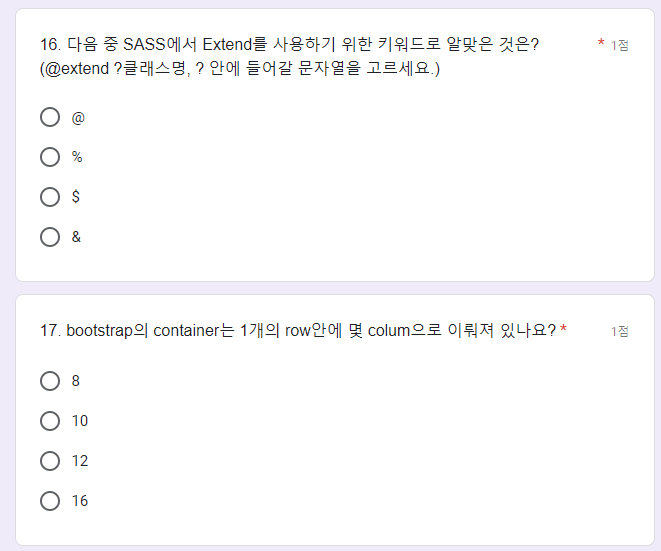 16. 다음 중 SASS에서 Extend를 사용하기 위한 키워드로 알맞은 것은? * 1점
(@extend ?클래스명, ? 안에 들어갈 문자열을 고르세요.)
@
%
$
&
17. bootstrap의 container는 1개의 row안에 몇 colum으로 이뤄져 있나요? * 1점
8
10
12
16